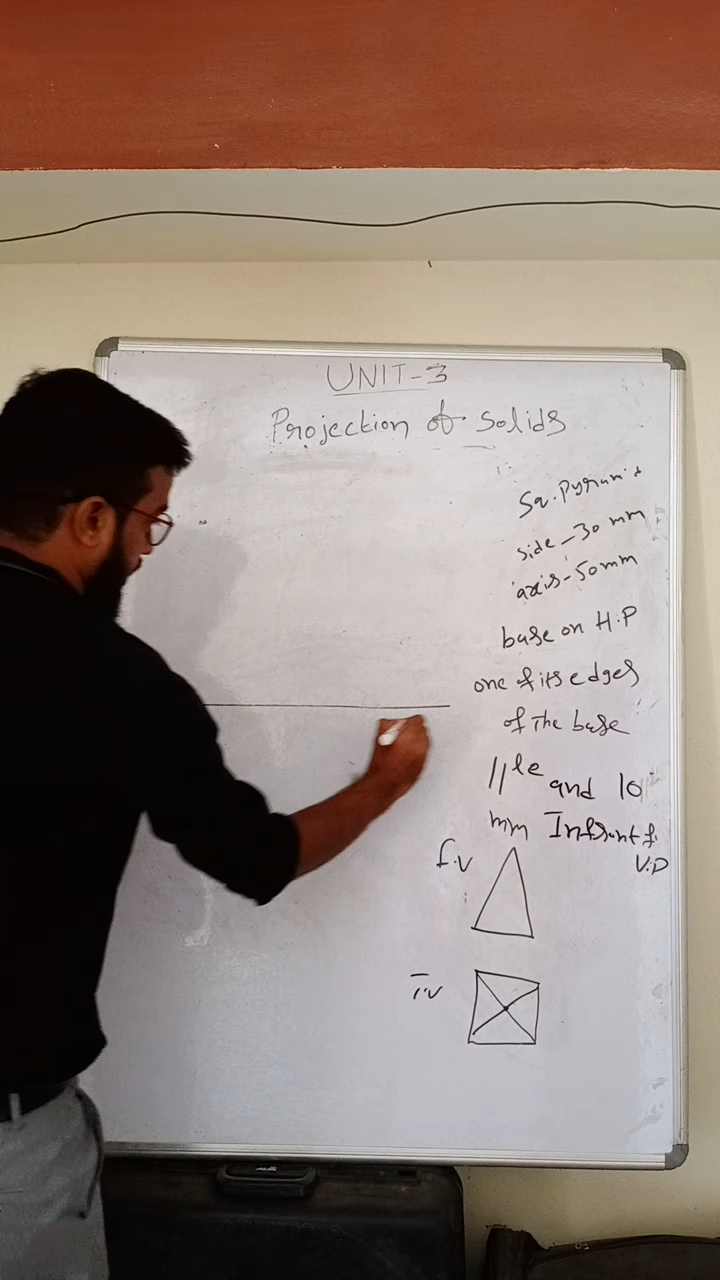 UNIT-3
Projection of Solids
Sq. Pyramid
side - 30 mm
axis - 50mm
base on H.P
one of its edges
of the base
//le and 10
mm Infront of
V.P
f.v
T.v